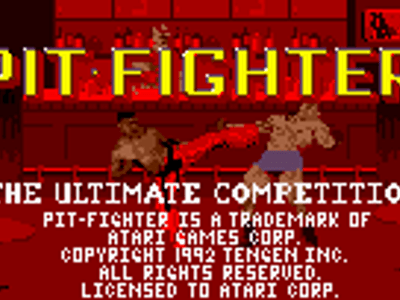 PIT-FIGHTER
THE ULTIMATE COMPETITIO
PIT-FIGHTER IS A TRADEMARK OF
ATARI GAMES CORP.
COPYRIGHT 1992 TENGEN INC.
ALL RIGHTS RESERVED.
LICENSED TO ATARI CORP.